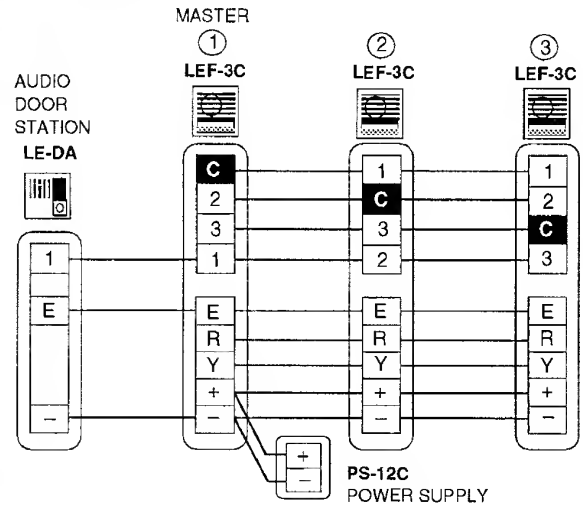 MASTER
1 2 3
LEF-3C LEF-3C LEF-3C
AUDIO
DOOR
STATION
LE-DA
C 1 1
2 C 2
3 3 C
1 1 2 3
E E E E
R R R
Y Y Y
+ + +
− − − −
+
−
PS-12C
POWER SUPPLY